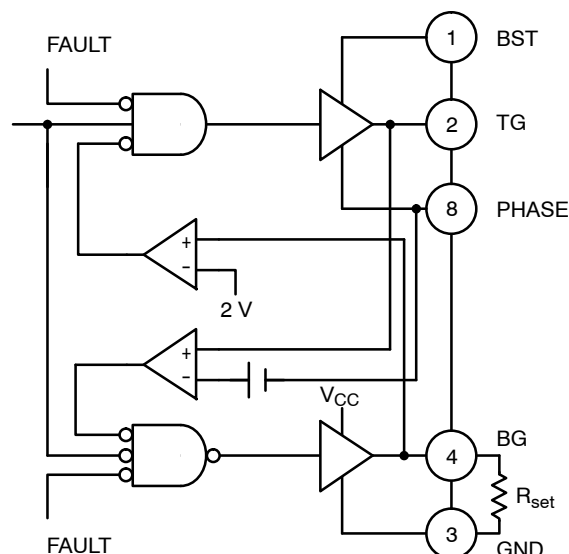 FAULT
1 BST
2 TG
8 PHASE
+
-
2 V
+
-
VCC
BG
4
Rset
3
GND
FAULT